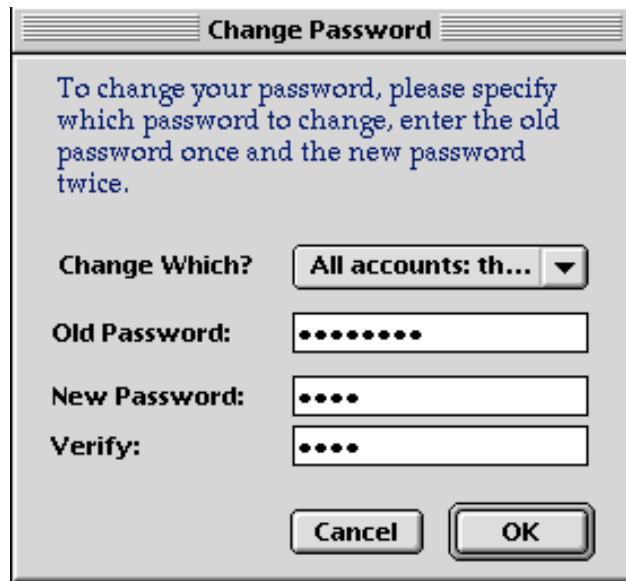 Change Password
To change your password, please specify
which password to change, enter the old
password once and the new password
twice.
Change Which? All accounts: th...
Old Password: ••••••••
New Password: ••••
Verify: ••••
Cancel OK